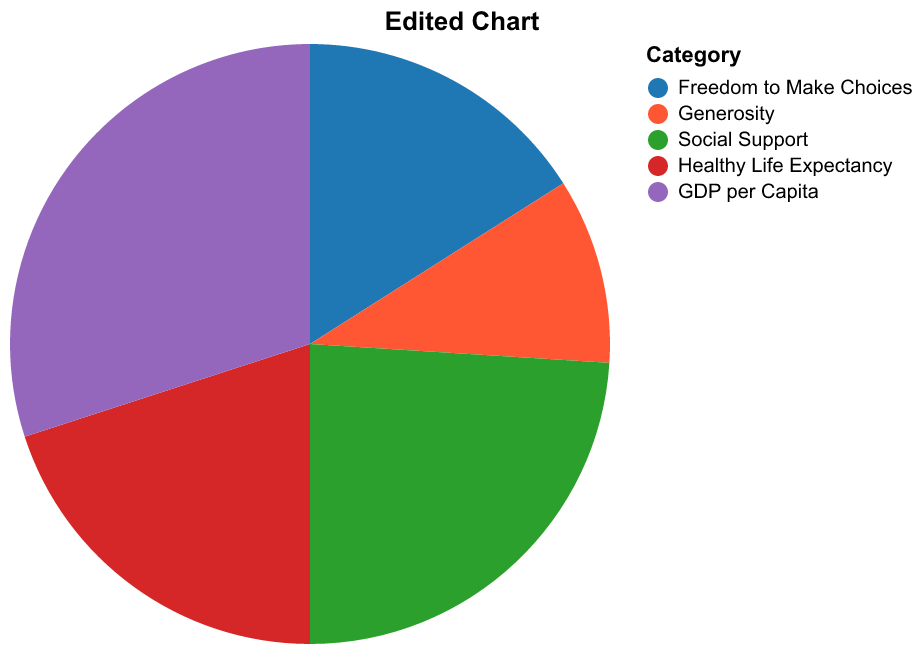 Edited Chart
Category
Freedom to Make Choices
Generosity
Social Support
Healthy Life Expectancy
GDP per Capita